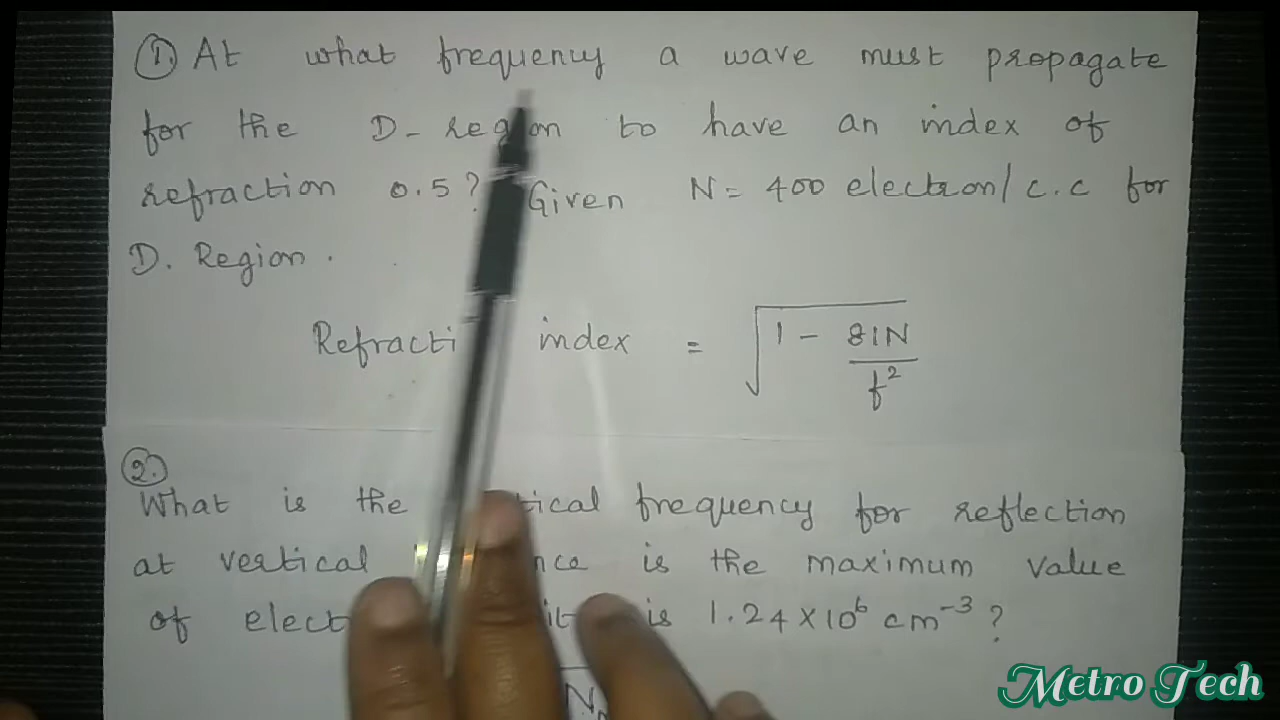 1. At what frequency a wave must propagate
for the D- region to have an index of
refraction 0.5? Given N = 400 electron/c.c for
D. Region.
index = √1 - 81N/f²
2.
What is the frequency for reflection
at vertical is the maximum value
of is 1.24×10⁶ cm⁻³?
Metro Tech